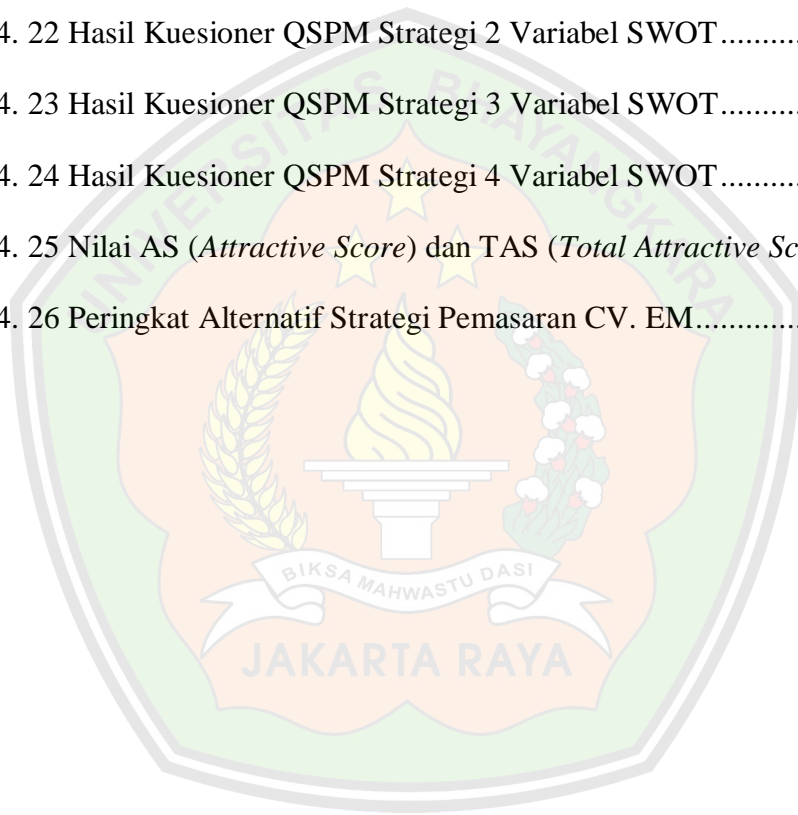 4. 22 Hasil Kuesioner QSPM Strategi 2 Variabel SWOT..........
4. 23 Hasil Kuesioner QSPM Strategi 3 Variabel SWOT..........
4. 24 Hasil Kuesioner QSPM Strategi 4 Variabel SWOT..........
4. 25 Nilai AS (Attractive Score) dan TAS (Total Attractive Sc
4. 26 Peringkat Alternatif Strategi Pemasaran CV. EM.............
UNIVERSITAS BHAYANGKARA
BIKSA MAHWASTU DASI
JAKARTA RAYA